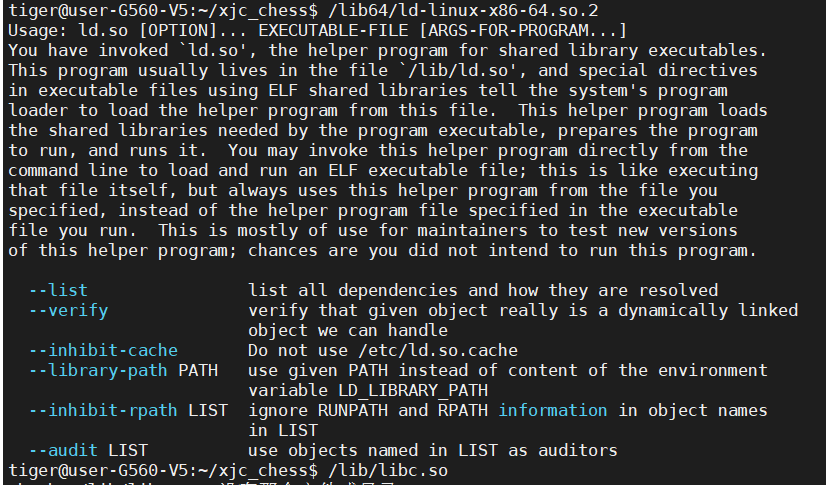 tiger@user-G560-V5:~/xjc_chess$ /lib64/ld-linux-x86-64.so.2
Usage: ld.so [OPTION]... EXECUTABLE-FILE [ARGS-FOR-PROGRAM...]
You have invoked `ld.so', the helper program for shared library executables.
This program usually lives in the file `/lib/ld.so', and special directives
in executable files using ELF shared libraries tell the system's program
loader to load the helper program from this file.  This helper program loads
the shared libraries needed by the program executable, prepares the program
to run, and runs it.  You may invoke this helper program directly from the
command line to load and run an ELF executable file; this is like executing
that file itself, but always uses this helper program from the file you
specified, instead of the helper program file specified in the executable
file you run.  This is mostly of use for maintainers to test new versions
of this helper program; chances are you did not intend to run this program.

  --list                list all dependencies and how they are resolved
  --verify              verify that given object really is a dynamically linked
                        object we can handle
  --inhibit-cache       Do not use /etc/ld.so.cache
  --library-path PATH   use given PATH instead of content of the environment
                        variable LD_LIBRARY_PATH
  --inhibit-rpath LIST  ignore RUNPATH and RPATH information in object names
                        in LIST
  --audit LIST          use objects named in LIST as auditors
tiger@user-G560-V5:~/xjc_chess$ /lib/libc.so